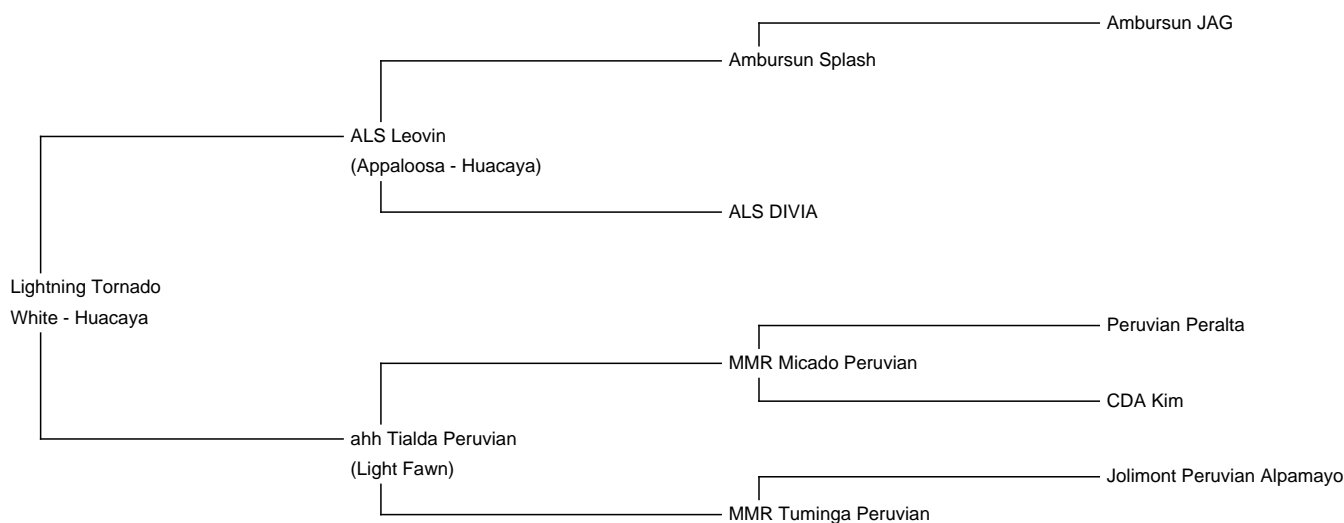 Ambursun JAG
Ambursun Splash
ALS Leovin
(Appaloosa - Huacaya)
ALS DIVIA
Lightning Tornado
White - Huacaya
Peruvian Peralta
MMR Micado Peruvian
CDA Kim
ahh Tialda Peruvian
(Light Fawn)
Jolimont Peruvian Alpamayo
MMR Tuminga Peruvian